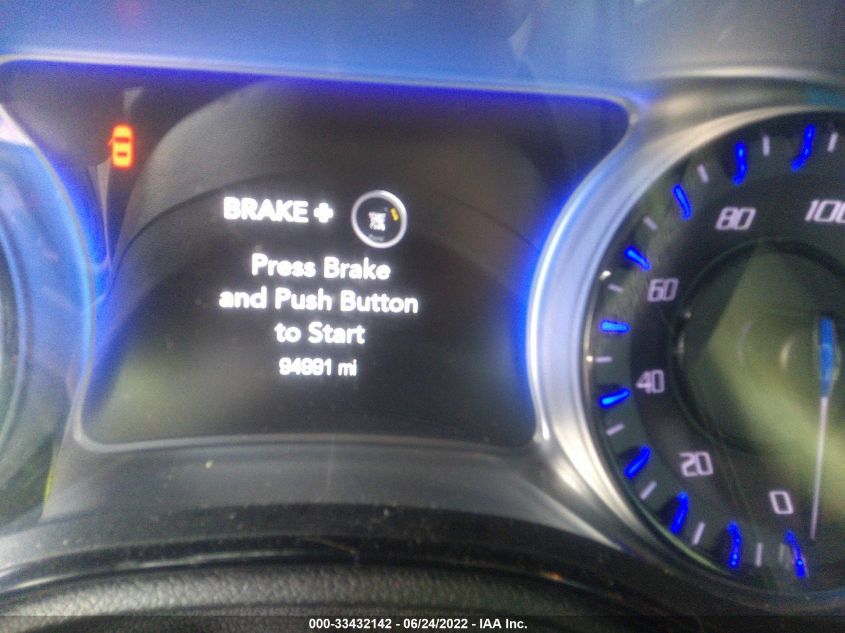 BRAKE +
Press Brake
and Push Button
to Start
94991 mi
100
80
60
40
20
0
000-33432142 - 06/24/2022 - IAA Inc.